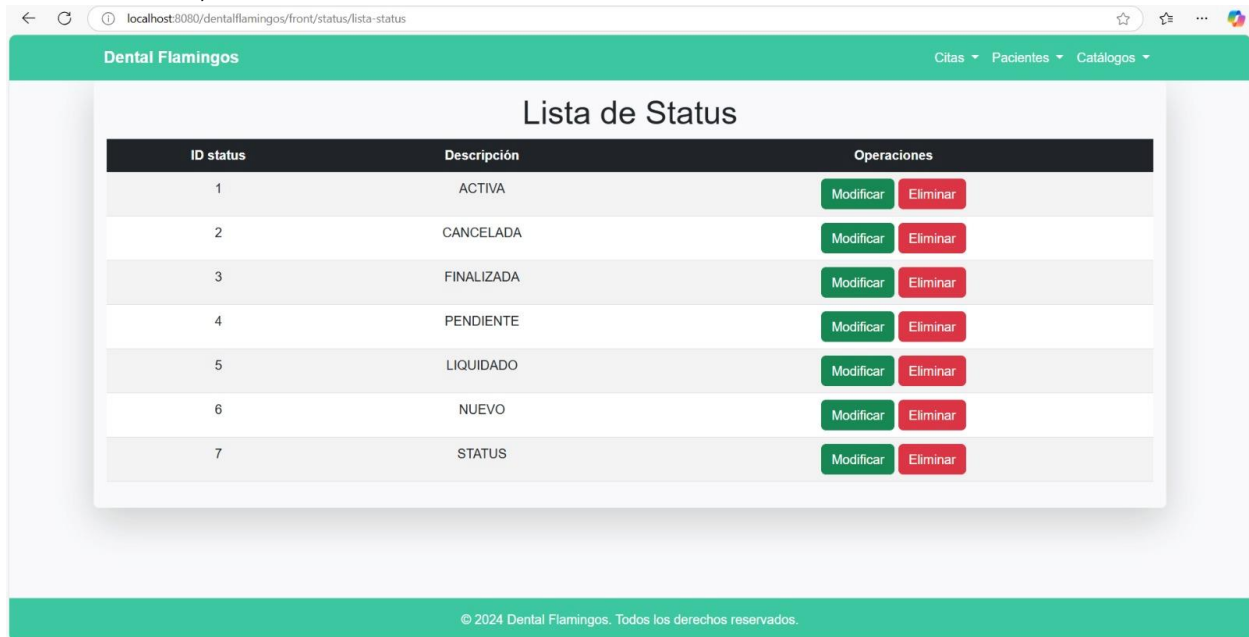 localhost:8080/dentalflamingos/front/status/lista-status
Dental Flamingos Citas Pacientes Catálogos
Lista de Status
ID status Descripción Operaciones
1 ACTIVA Modificar Eliminar
2 CANCELADA Modificar Eliminar
3 FINALIZADA Modificar Eliminar
4 PENDIENTE Modificar Eliminar
5 LIQUIDADO Modificar Eliminar
6 NUEVO Modificar Eliminar
7 STATUS Modificar Eliminar
© 2024 Dental Flamingos. Todos los derechos reservados.